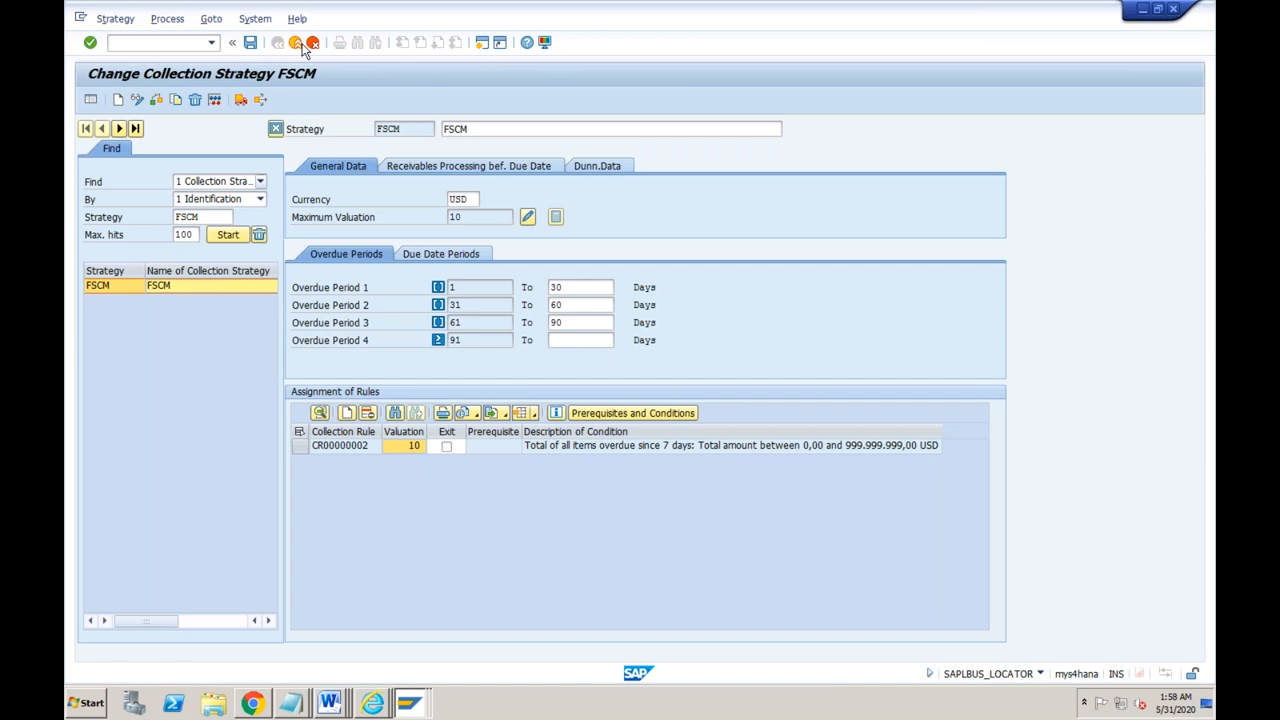 Strategy Process Goto System Help
Change Collection Strategy FSCM
Strategy FSCM FSCM
Find
General Data Receivables Processing bef. Due Date Dunn.Data
Find 1 Collection Stra..
By 1 Identification
Strategy FSCM
Max. hits 100 Start
Currency USD
Maximum Valuation 10
Overdue Periods Due Date Periods
Strategy Name of Collection Strategy
FSCM FSCM
Overdue Period 1 1 To 30 Days
Overdue Period 2 31 To 60 Days
Overdue Period 3 61 To 90 Days
Overdue Period 4 91 To Days
Assignment of Rules
Prerequisites and Conditions
Collection Rule Valuation Exit Prerequisite Description of Condition
CR00000002 10 Total of all items overdue since 7 days: Total amount between 0,00 and 999.999.999,00 USD
SAP
SAPLBUS_LOCATOR mys4hana INS
Start
1:58 AM
5/31/2020